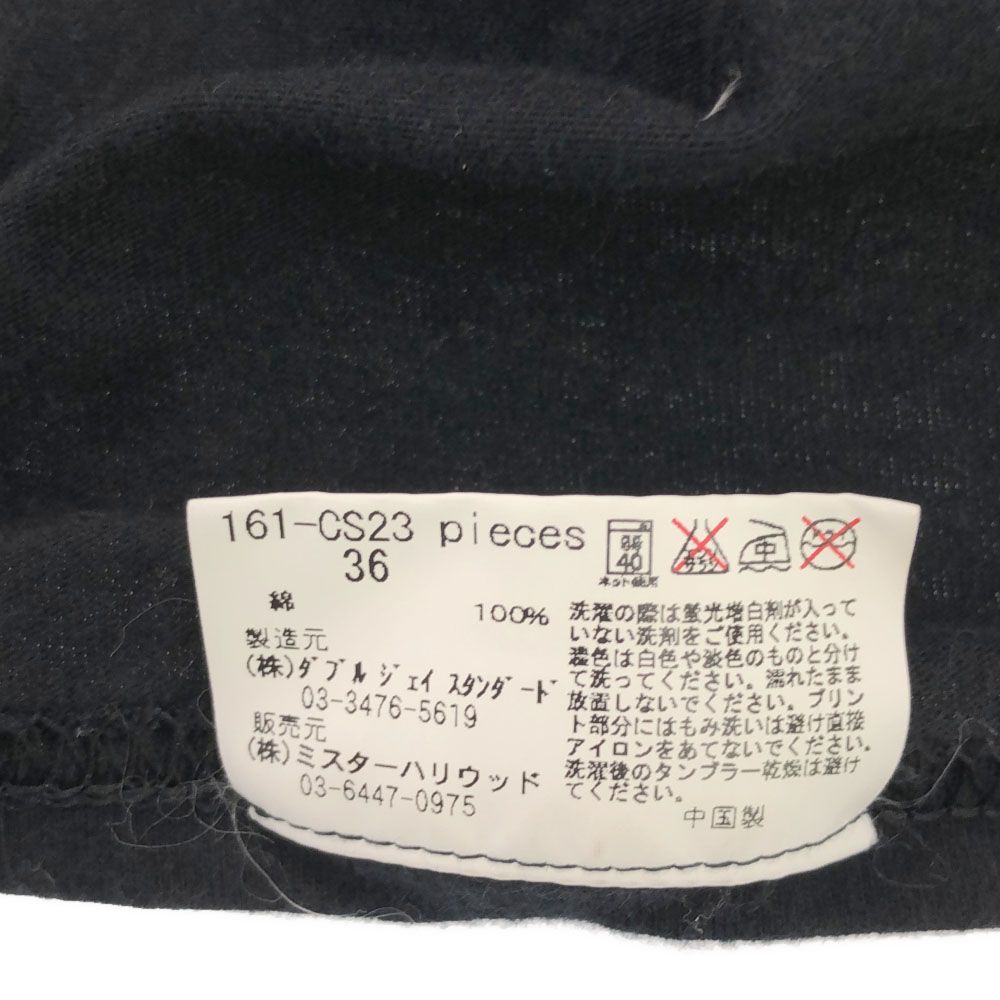 161-CS23 pieces
36
綿 100%
製造元
(株)ダブルジェイスタンダード
03-3476-5619
販売元
(株)ミスターハリウッド
03-6447-0975
40
ネット使用
中
洗濯の際は蛍光増白剤が入って
いない洗剤をご使用ください。
濃色は白色や淡色のものと分け
て洗ってください。濡れたまま
放置しないでください。プリン
ト部分にはもみ洗いは避け直接
アイロンをあてないでください。
洗濯後のタンブラー乾燥は避け
てください。
中国製